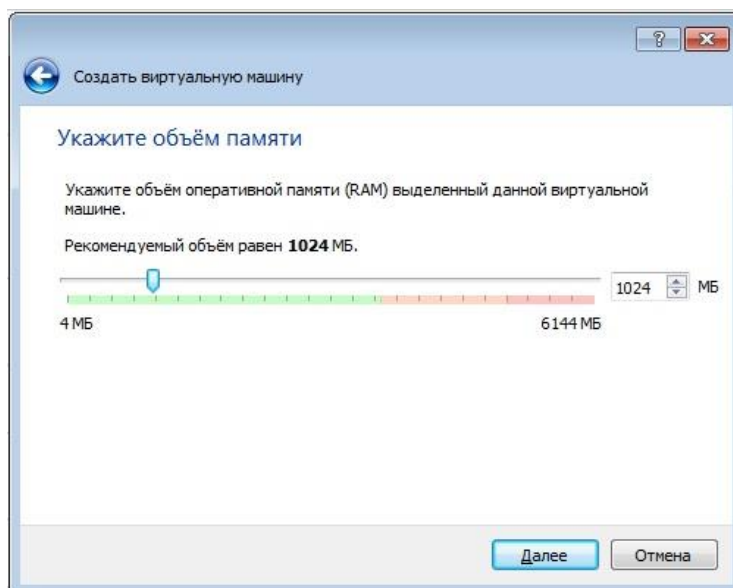 Создать виртуальную машину
Укажите объём памяти
Укажите объём оперативной памяти (RAM) выделенный данной виртуальной
машине.
Рекомендуемый объём равен 1024 МБ.
1024 МБ
4 МБ 6144 МБ
Далее Отмена